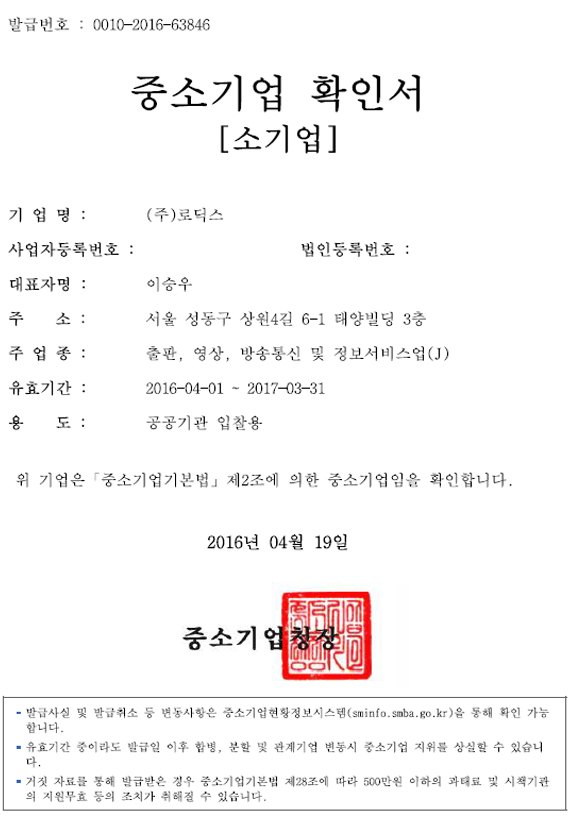 발급번호 : 0010-2016-63846
중소기업 확인서
[소기업]
기 업 명 : (주)로딕스
사업자등록번호 : 법인등록번호 :
대표자명 : 이승우
주 소 : 서울 성동구 상원4길 6-1 태양빌딩 3층
주 업 종 : 출판, 영상, 방송통신 및 정보서비스업(J)
유효기간 : 2016-04-01 ~ 2017-03-31
용 도 : 공공기관 입찰용
위 기업은「중소기업기본법」제2조에 의한 중소기업임을 확인합니다.
2016년 04월 19일
중소기업청장
- 발급사실 및 발급취소 등 변동사항은 중소기업현황정보시스템(sminfo.smba.go.kr)을 통해 확인 가능
합니다.
- 유효기간 중이라도 발급일 이후 합병, 분할 및 관계기업 변동시 중소기업 지위를 상실할 수 있습니
다.
- 거짓 자료를 통해 발급받은 경우 중소기업기본법 제28조에 따라 500만원 이하의 과태료 및 시책기관
의 지원무효 등의 조치가 취해질 수 있습니다.